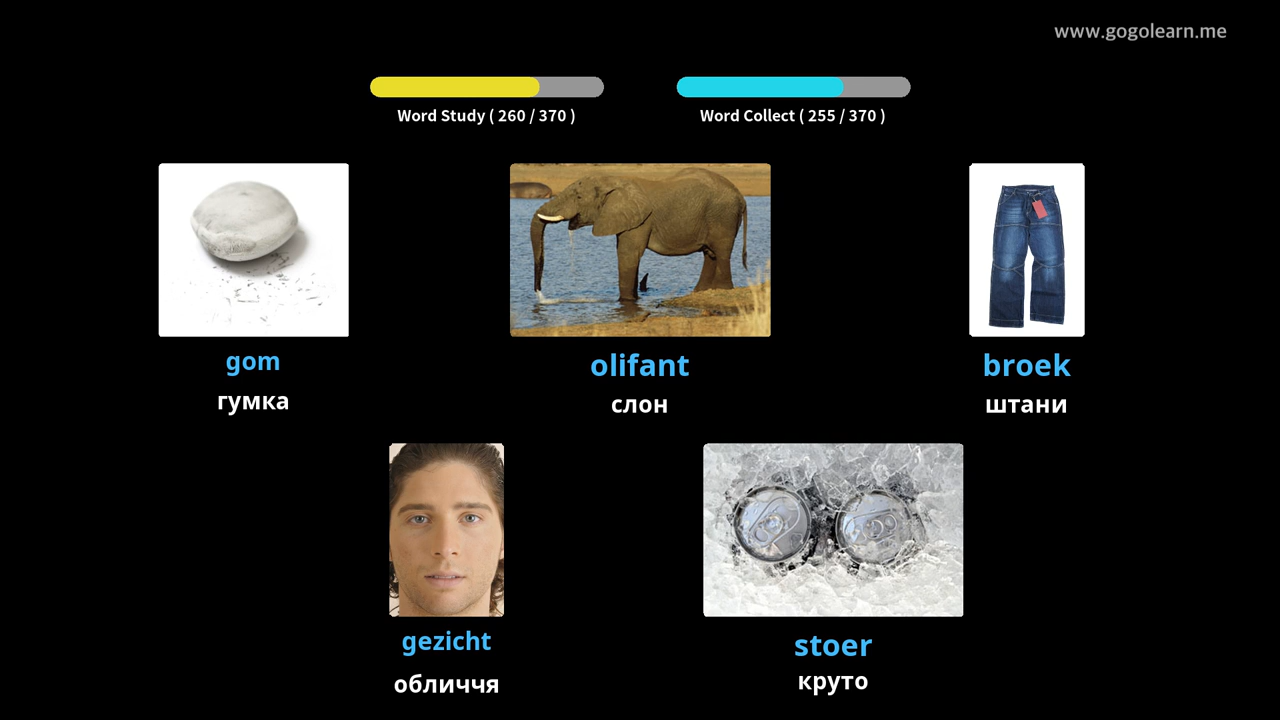 www.gogolearn.me
Word Study ( 260 / 370 )
Word Collect ( 255 / 370 )
gom
гумка
olifant
слон
broek
штани
gezicht
обличчя
stoer
круто